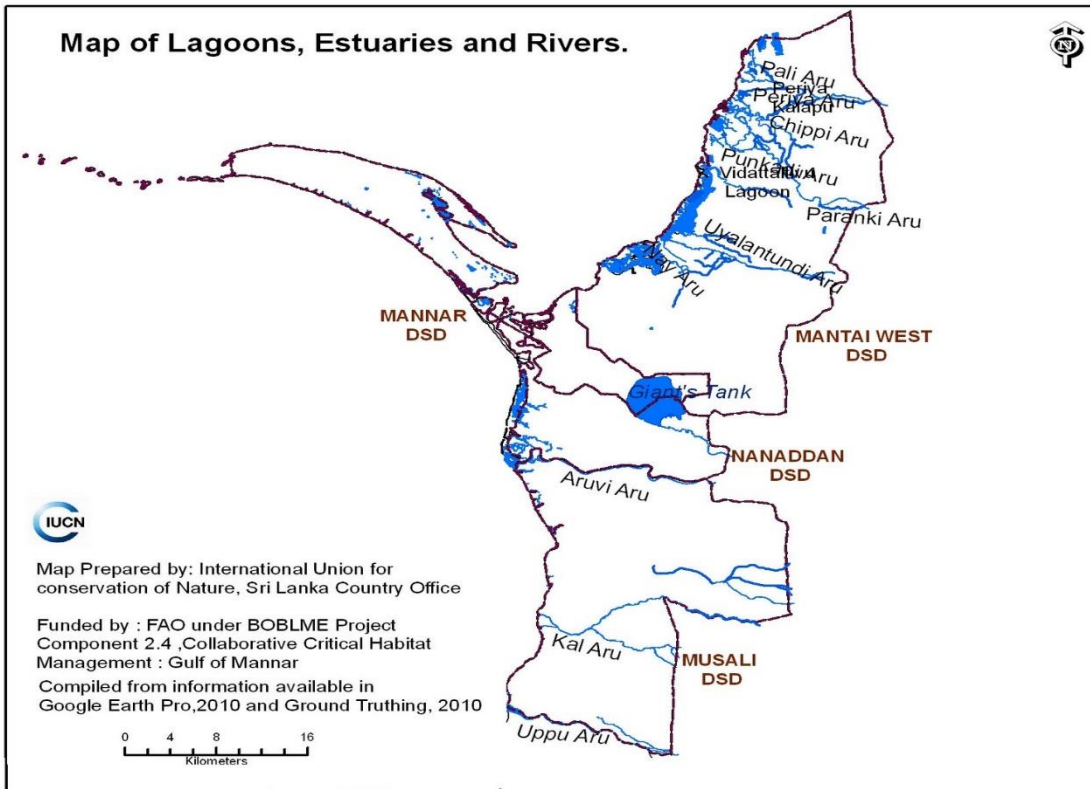 Map of Lagoons, Estuaries and Rivers.
N
Pali Aru
Periya
Periya Aru
Kalapu
Chippi Aru
Aru
Lagoon
Paranki Aru
Uyalantundi Aru
Nay Aru
MANNAR
DSD
MANTAI WEST
DSD
Giant's Tank
NANADDAN
DSD
Aruvi Aru
IUCN
Map Prepared by: International Union for
conservation of Nature, Sri Lanka Country Office
Funded by : FAO under BOBLME Project
Component 2.4 ,Collaborative Critical Habitat
Management : Gulf of Mannar
Compiled from information available in
Google Earth Pro,2010 and Ground Truthing, 2010
Kal Aru
MUSALI
DSD
Uppu Aru
0 4 8 16
Kilometers